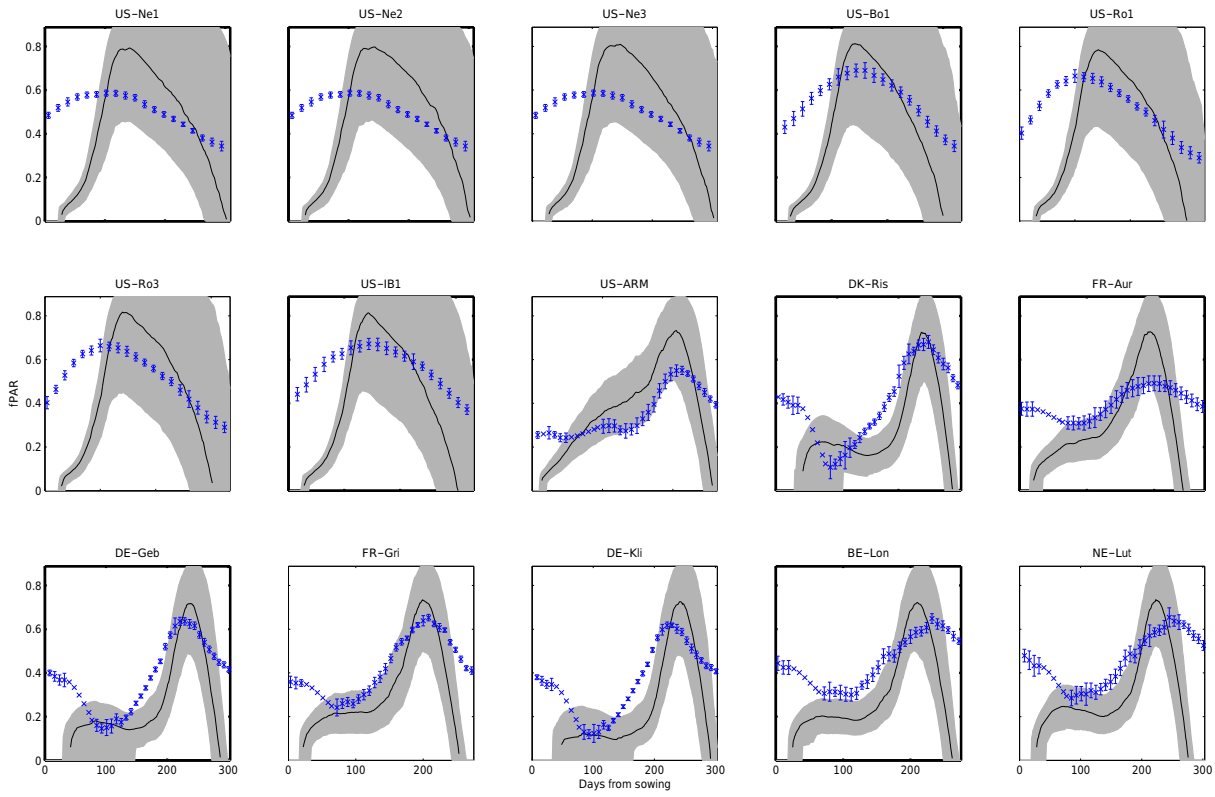 US−Ne1 US−Ne2 US−Ne3 US−Bo1 US−Ro1
0.8
0.6
0.4
0.2
0
US−Ro3 US−IB1 US−ARM DK−Ris FR−Aur
0.8
0.6
fPAR
0.4
0.2
0
DE−Geb FR−Gri DE−Kli BE−Lon NE−Lut
0.8
0.6
0.4
0.2
0
0 100 200 300 0 100 200 0 100 200 300 0 100 200 0 100 200 300
Days from sowing